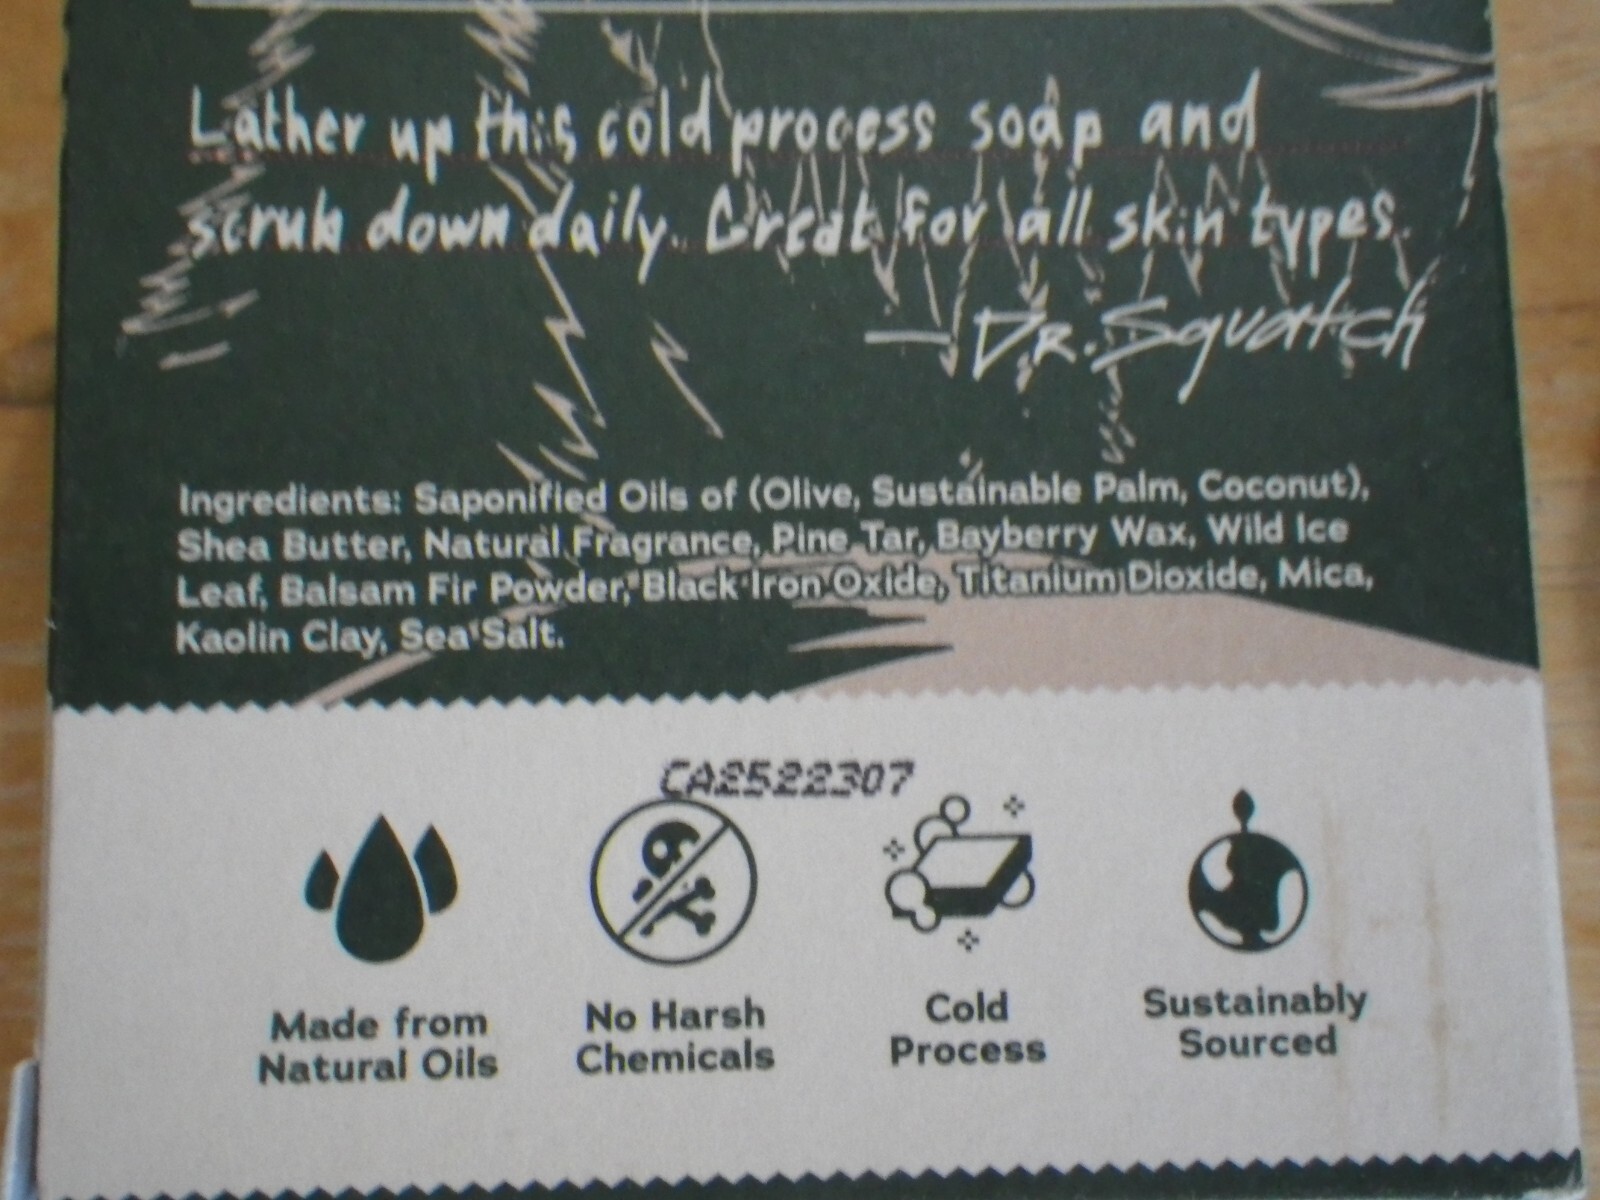 Lather up this cold process soap and
scrub down daily. Great for all skin types.
— Dr. Squatch
Ingredients: Saponified Oils of (Olive, Sustainable Palm, Coconut),
Shea Butter, Natural Fragrance, Pine Tar, Bayberry Wax, Wild Ice
Leaf, Balsam Fir Powder, Black Iron Oxide, Titanium Dioxide, Mica,
Kaolin Clay, Sea Salt.
CA2522307
Made from
Natural Oils
No Harsh
Chemicals
Cold
Process
Sustainably
Sourced